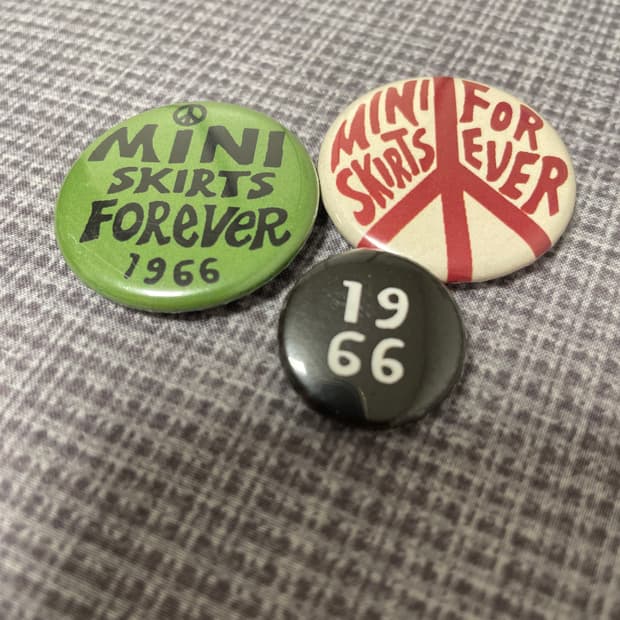 MiNi
SKIRTS
FOReVeR
1966
MINI
SKIRTS
FOR
EVER
19
66